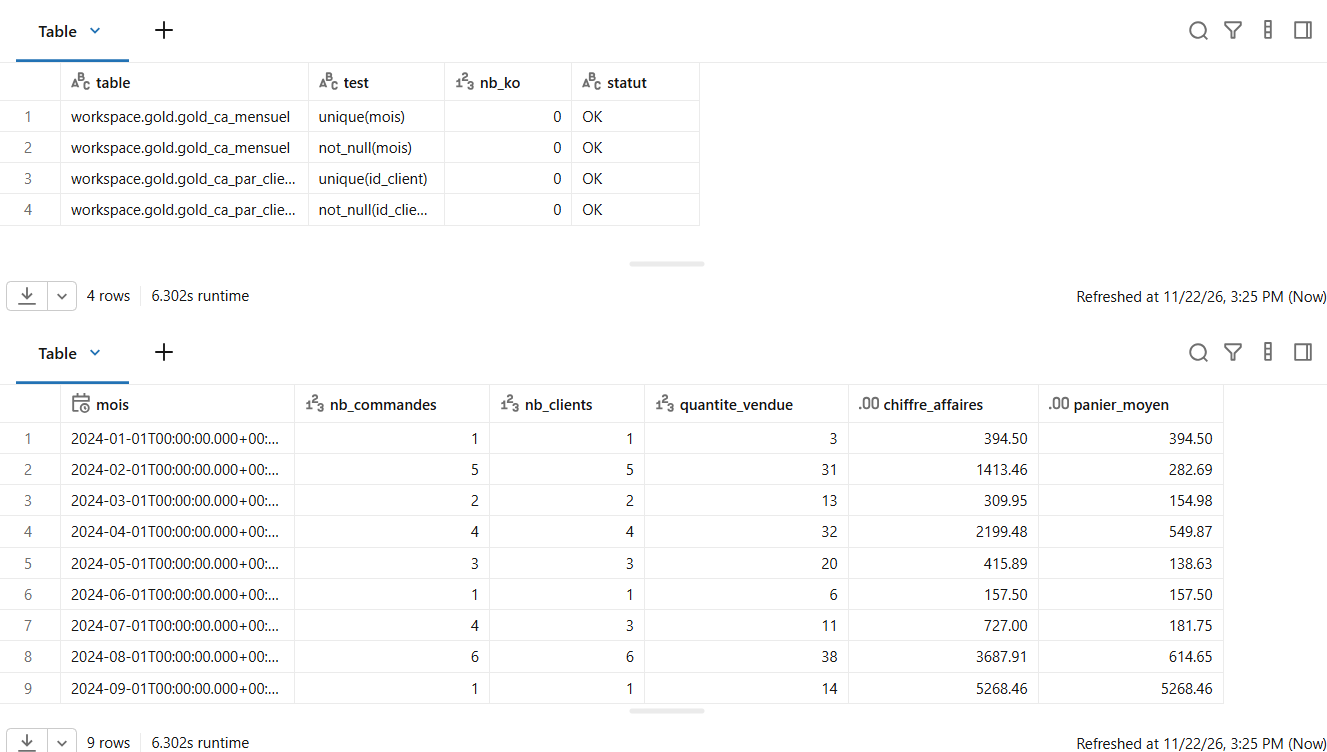 Table
table test nb_ko statut
1 workspace.gold.gold_ca_mensuel unique(mois) 0 OK
2 workspace.gold.gold_ca_mensuel not_null(mois) 0 OK
3 workspace.gold.gold_ca_par_clie... unique(id_client) 0 OK
4 workspace.gold.gold_ca_par_clie... not_null(id_clie... 0 OK
4 rows 6.302s runtime Refreshed at 11/22/26, 3:25 PM (Now)
Table
mois nb_commandes nb_clients quantite_vendue .00 chiffre_affaires .00 panier_moyen
1 2024-01-01T00:00:00.000+00:... 1 1 3 394.50 394.50
2 2024-02-01T00:00:00.000+00:... 5 5 31 1413.46 282.69
3 2024-03-01T00:00:00.000+00:... 2 2 13 309.95 154.98
4 2024-04-01T00:00:00.000+00:... 4 4 32 2199.48 549.87
5 2024-05-01T00:00:00.000+00:... 3 3 20 415.89 138.63
6 2024-06-01T00:00:00.000+00:... 1 1 6 157.50 157.50
7 2024-07-01T00:00:00.000+00:... 4 3 11 727.00 181.75
8 2024-08-01T00:00:00.000+00:... 6 6 38 3687.91 614.65
9 2024-09-01T00:00:00.000+00:... 1 1 14 5268.46 5268.46
9 rows 6.302s runtime Refreshed at 11/22/26, 3:25 PM (Now)